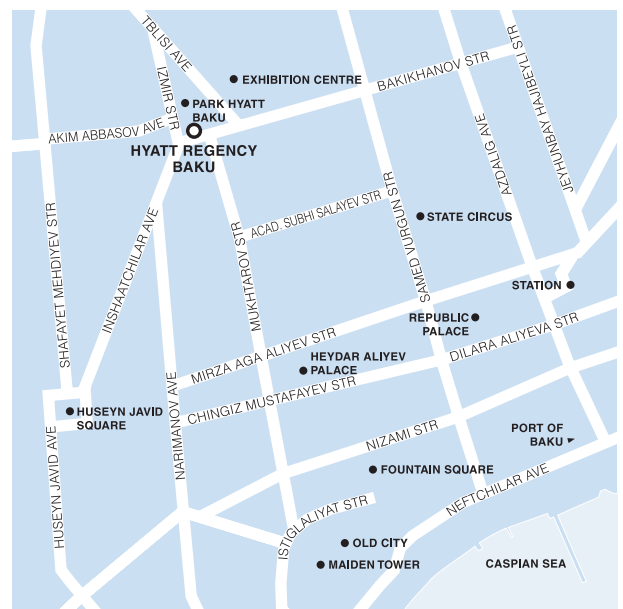 TBLISI AVE
IZMIR STR
EXHIBITION CENTRE
BAKIKHANOV STR
JEYHUNBAY HAJIBEYLI STR
PARK HYATT
BAKU
AKIM ABBASOV AVE
HYATT REGENCY
BAKU
AZDALIG AVE
ACAD. SUBHI SALAYEV STR
SAMED VURGUN STR
STATE CIRCUS
SHAFAYET MEHDIYEV STR
INSHAATCHILAR AVE
MUKHTAROV STR
STATION
REPUBLIC
PALACE
MIRZA AGA ALIYEV STR
HEYDAR ALIYEV
PALACE
DILARA ALIYEVA STR
CHINGIZ MUSTAFAYEV STR
HUSEYN JAVID
SQUARE
NARIMANOV AVE
NIZAMI STR
PORT OF
BAKU
HUSEYN JAVID AVE
FOUNTAIN SQUARE
NEFTCHILAR AVE
ISTIGLALIYAT STR
OLD CITY
MAIDEN TOWER
CASPIAN SEA